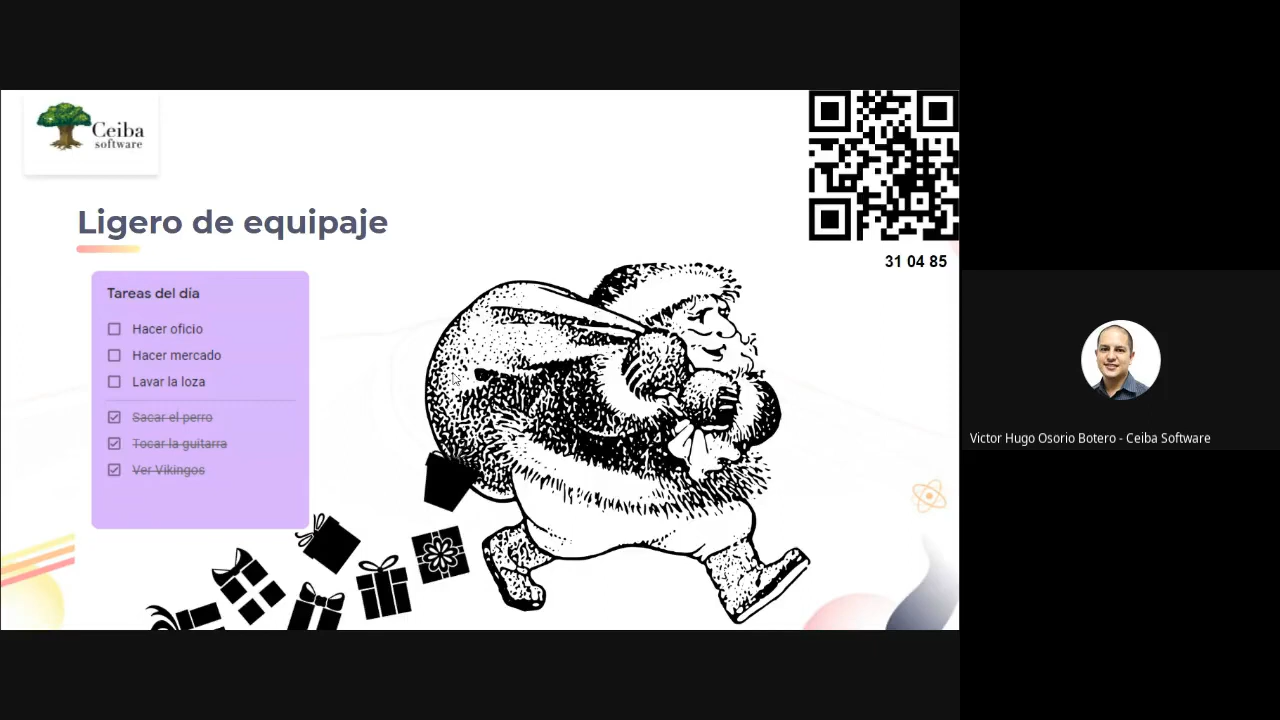 Ceiba
software
31 04 85
Ligero de equipaje
Tareas del día
Hacer oficio
Hacer mercado
Lavar la loza
Sacar el perro
Tocar la guitarra
Ver Vikingos
Victor Hugo Osorio Botero - Ceiba Software